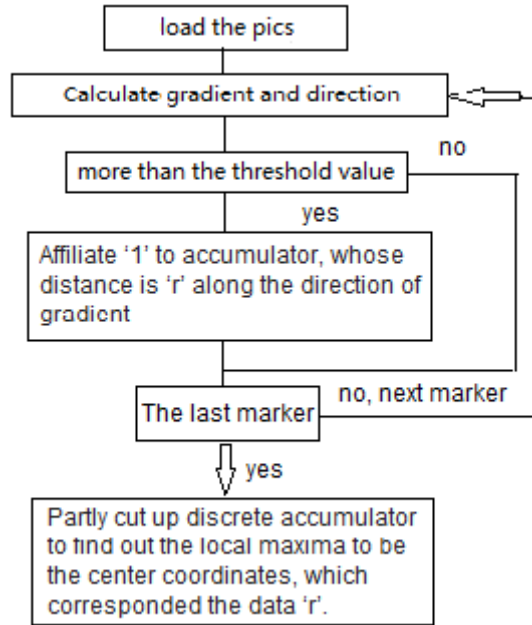 load the pics
Calculate gradient and direction
more than the threshold value
no
yes
Affiliate ‘1’ to accumulator, whose
distance is ‘r’ along the direction of
gradient
The last marker
no, next marker
yes
Partly cut up discrete accumulator
to find out the local maxima to be
the center coordinates, which
corresponded the data ‘r’.